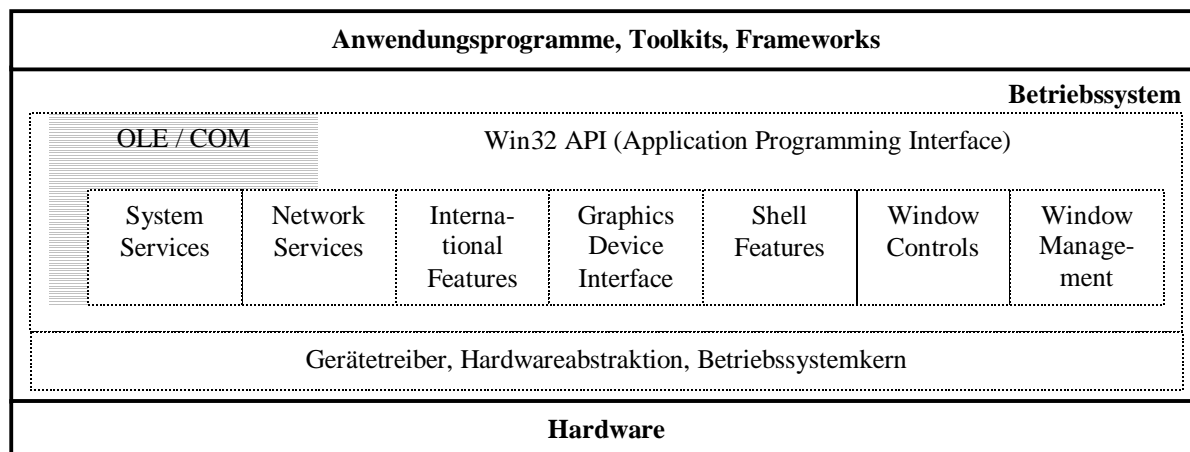 Anwendungsprogramme, Toolkits, Frameworks
Betriebssystem
OLE / COM
Win32 API (Application Programming Interface)
System
Services
Network
Services
Interna-
tional
Features
Graphics
Device
Interface
Shell
Features
Window
Controls
Window
Manage-
ment
Gerätetreiber, Hardwareabstraktion, Betriebssystemkern
Hardware